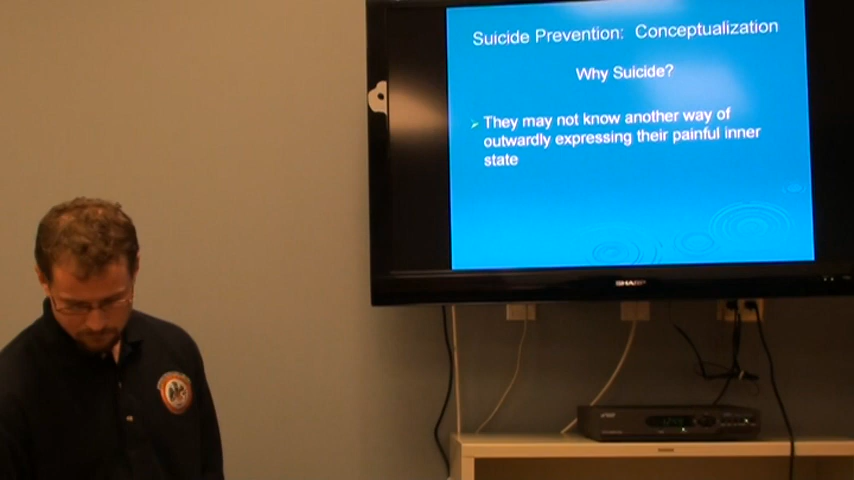 Suicide Prevention: Conceptualization
Why Suicide?
They may not know another way of
outwardly expressing their painful inner
state
SHARP